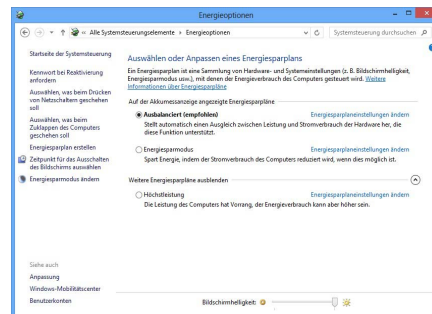 Energieoptionen
« Alle Systemsteuerungselemente › Energieoptionen
Systemsteuerung durchsuchen
Startseite der Systemsteuerung
Kennwort bei Reaktivierung
anfordern
Auswählen, was beim Drücken
von Netzschaltern geschehen
soll
Auswählen, was beim
Zuklappen des Computers
geschehen soll
Energiesparplan erstellen
Zeitpunkt für das Ausschalten
des Bildschirms auswählen
Energiesparmodus ändern
Siehe auch
Anpassung
Windows-Mobilitätscenter
Benutzerkonten
Auswählen oder Anpassen eines Energiesparplans
Ein Energiesparplan ist eine Sammlung von Hardware- und Systemeinstellungen (z. B. Bildschirmhelligkeit,
Energiesparmodus usw.), mit denen der Energieverbrauch des Computers gesteuert wird. Weitere
Informationen über Energiesparpläne
Auf der Akkumessanzeige angezeigte Energiesparpläne
Ausbalanciert (empfohlen) Energiesparplaneinstellungen ändern
Stellt automatisch einen Ausgleich zwischen Leistung und Stromverbrauch der Hardware her, die
diese Funktion unterstützt.
Energiesparmodus Energiesparplaneinstellungen ändern
Spart Energie, indem der Stromverbrauch des Computers reduziert wird, wenn dies möglich ist.
Weitere Energiesparpläne ausblenden
Höchstleistung Energiesparplaneinstellungen ändern
Die Leistung des Computers hat Vorrang, der Energieverbrauch kann aber höher sein.
Bildschirmhelligkeit: